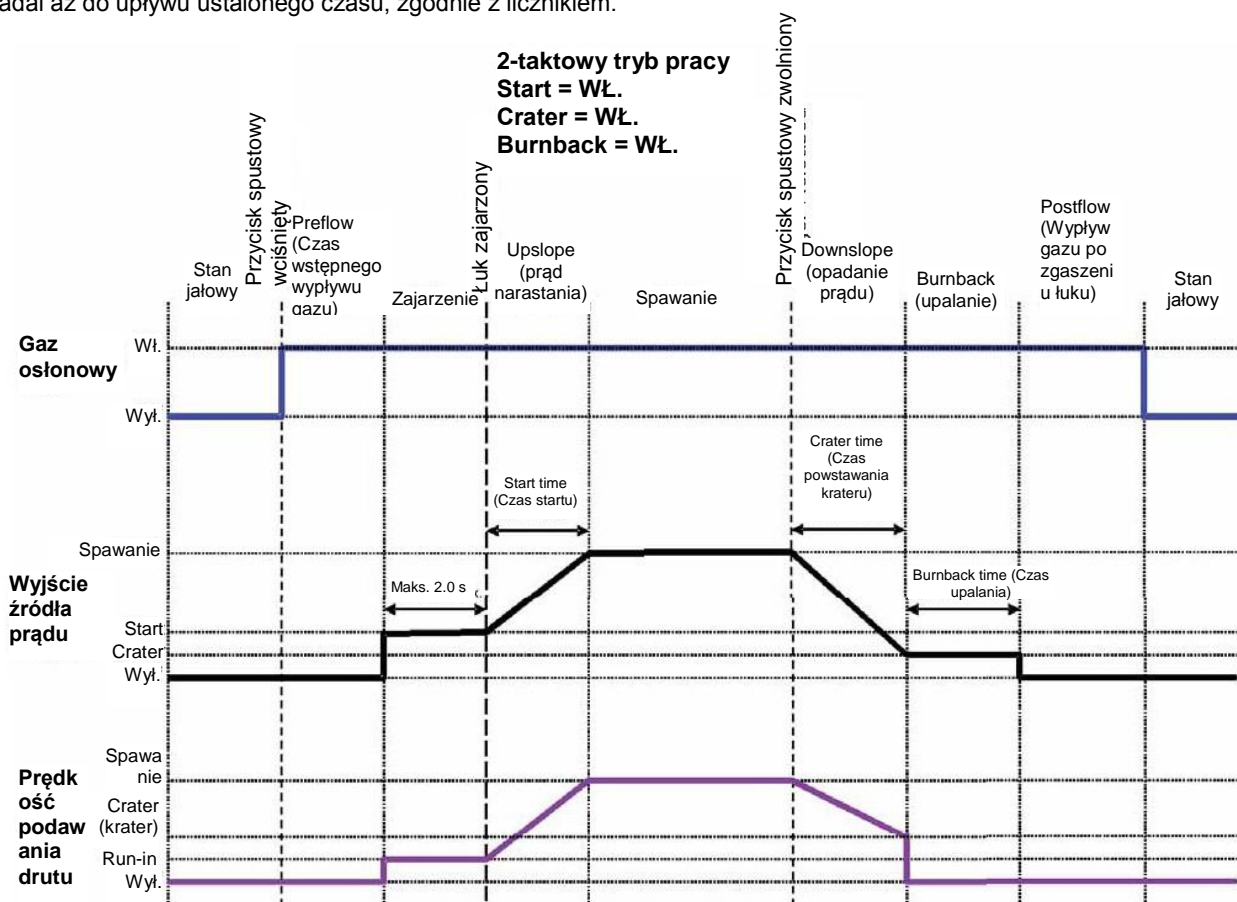 adal aż do upływu ustalonego czasu, zgodnie z licznikiem.
2-taktowy tryb pracy
Start = WŁ.
Crater = WŁ.
Burnback = WŁ.
Stan
jałowy
Przycisk spustowy
wciśnięty
Preflow
(Czas
wstępnego
wypływu
gazu)
Zajarzenie
Łuk zajarzony
Upslope
(prąd
narastania)
Spawanie
Przycisk spustowy zwolniony
Downslope
(opadanie
prądu)
Burnback
(upalanie)
Postflow
(Wypływ
gazu po
zgaszeni
u łuku)
Stan
jałowy
Gaz
osłonowy
Wł.
Wył.
Start time
(Czas startu)
Crater time
(Czas
powstawania
krateru)
Wyjście
źródła
prądu
Spawanie
Maks. 2.0 s
Burnback time (Czas
upalania)
Start
Crater
Wył.
Prędk
ość
podaw
ania
drutu
Spawa
nie
Crater
(krater)
Run-in
Wył.